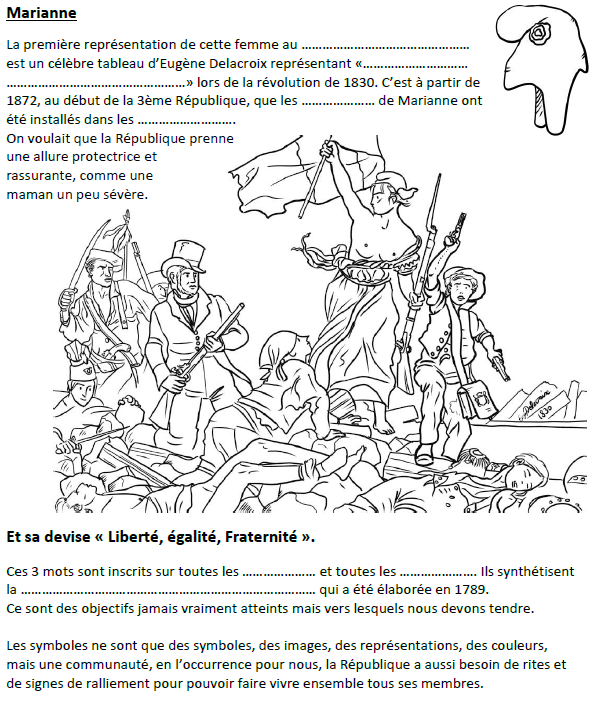 Marianne
La première représentation de cette femme au …………………………………………
est un célèbre tableau d’Eugène Delacroix représentant «…………………………
……………………………………………» lors de la révolution de 1830. C’est à partir de
1872, au début de la 3ème République, que les ………………… de Marianne ont
été installés dans les ……………………….
On voulait que la République prenne
une allure protectrice et
rassurante, comme une
maman un peu sévère.
Delacroix
1830
Et sa devise « Liberté, égalité, Fraternité ».
Ces 3 mots sont inscrits sur toutes les ………………… et toutes les …………………. Ils synthétisent
la ………………………………………………………………………… qui a été élaborée en 1789.
Ce sont des objectifs jamais vraiment atteints mais vers lesquels nous devons tendre.
Les symboles ne sont que des symboles, des images, des représentations, des couleurs,
mais une communauté, en l’occurrence pour nous, la République a aussi besoin de rites et
de signes de ralliement pour pouvoir faire vivre ensemble tous ses membres.